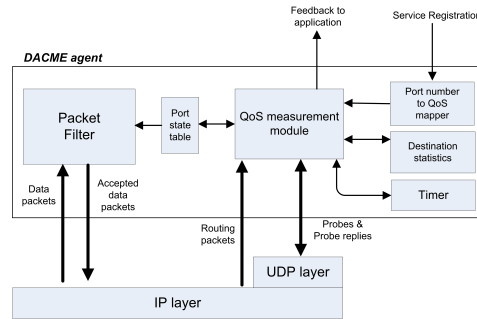 Feedback to
application
Service Registration
DACME agent
Packet
Filter
Port
state
table
QoS measurement
module
Port number
to QoS
mapper
Destination
statistics
Timer
Data
packets
Accepted
data
packets
Routing
packets
Probes &
Probe replies
UDP layer
IP layer